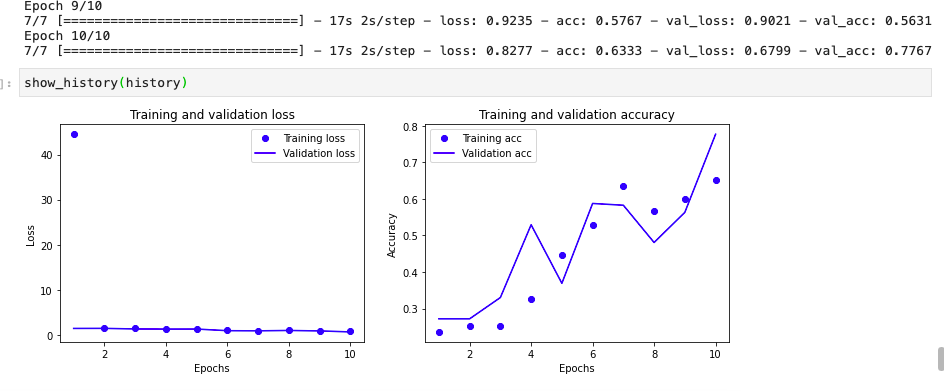 Epoch 9/10
7/7 [==============================] - 17s 2s/step - loss: 0.9235 - acc: 0.5767 - val_loss: 0.9021 - val_acc: 0.5631
Epoch 10/10
7/7 [==============================] - 17s 2s/step - loss: 0.8277 - acc: 0.6333 - val_loss: 0.6799 - val_acc: 0.7767
]: show_history(history)
Training and validation loss
Training loss
Validation loss
40
30
20
10
0
Loss
2 4 6 8 10
Epochs
Training and validation accuracy
Training acc
Validation acc
0.8
0.7
0.6
0.5
0.4
0.3
Accuracy
2 4 6 8 10
Epochs